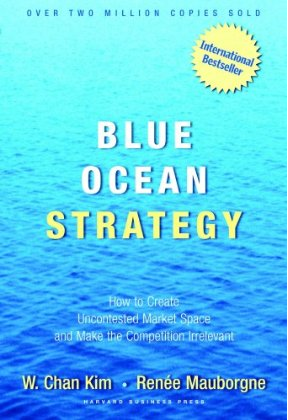 OVER TWO MILLION COPIES SOLD
International
Bestseller
BLUE
OCEAN
STRATEGY
How to Create
Uncontested Market Space
and Make the Competition Irrelevant
W. Chan Kim • Renée Mauborgne
HARVARD BUSINESS PRESS